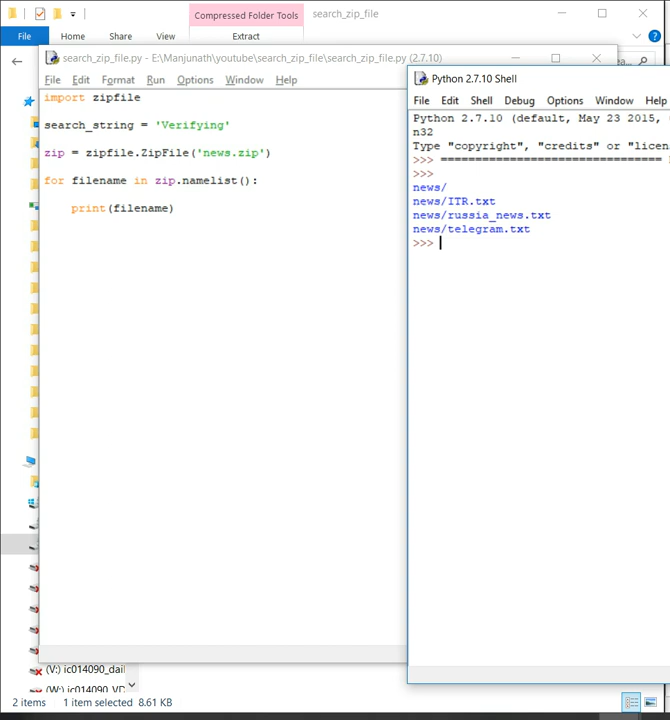 Compressed Folder Tools
search_zip_file
File Home Share View Extract
search_zip_file.py - E:\Manjunath\youtube\search_zip_file\search_zip_file.py (2.7.10)
File Edit Format Run Options Window Help
import zipfile
search_string = 'Verifying'
zip = zipfile.ZipFile('news.zip')
for filename in zip.namelist():
print(filename)
Python 2.7.10 Shell
File Edit Shell Debug Options Window Help
Python 2.7.10 (default, May 23 2015,
n32
Type "copyright", "credits" or "licen
>>> ================================
>>>
news/
news/ITR.txt
news/russia_news.txt
news/telegram.txt
>>>
(V:) ic014090_dail
(W:) ic014090_VD
2 items 1 item selected 8.61 KB